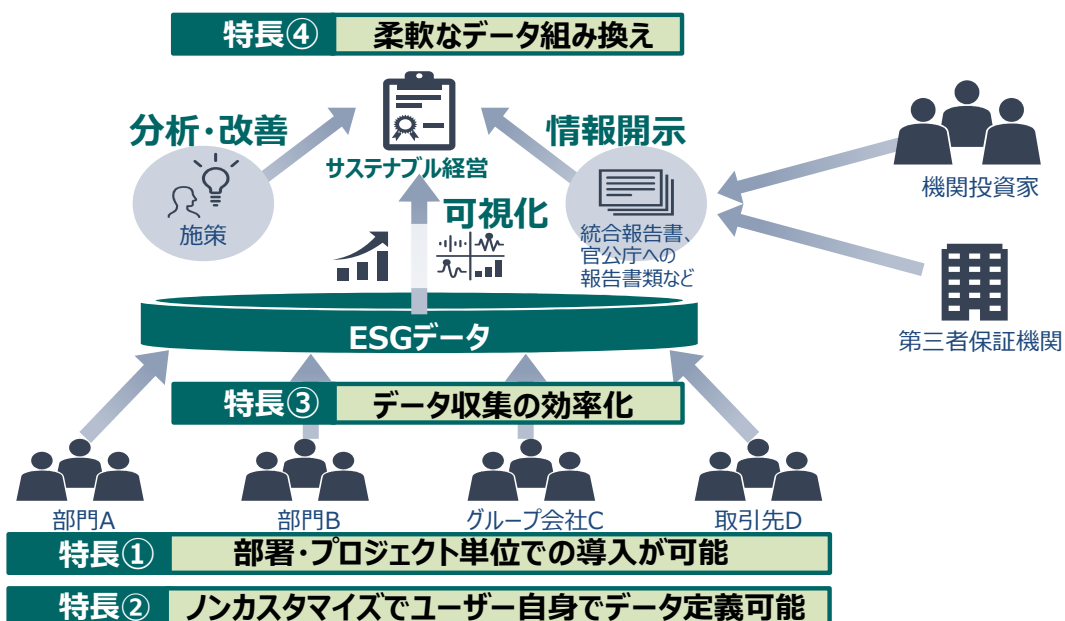 特長④ 柔軟なデータ組み換え
分析・改善
情報開示
サステナブル経営
可視化
施策
統合報告書、
官公庁への
報告書類など
機関投資家
第三者保証機関
ESGデータ
特長③ データ収集の効率化
部門A
部門B
グループ会社C
取引先D
特長① 部署・プロジェクト単位での導入が可能
特長② ノンカスタマイズでユーザー自身でデータ定義可能